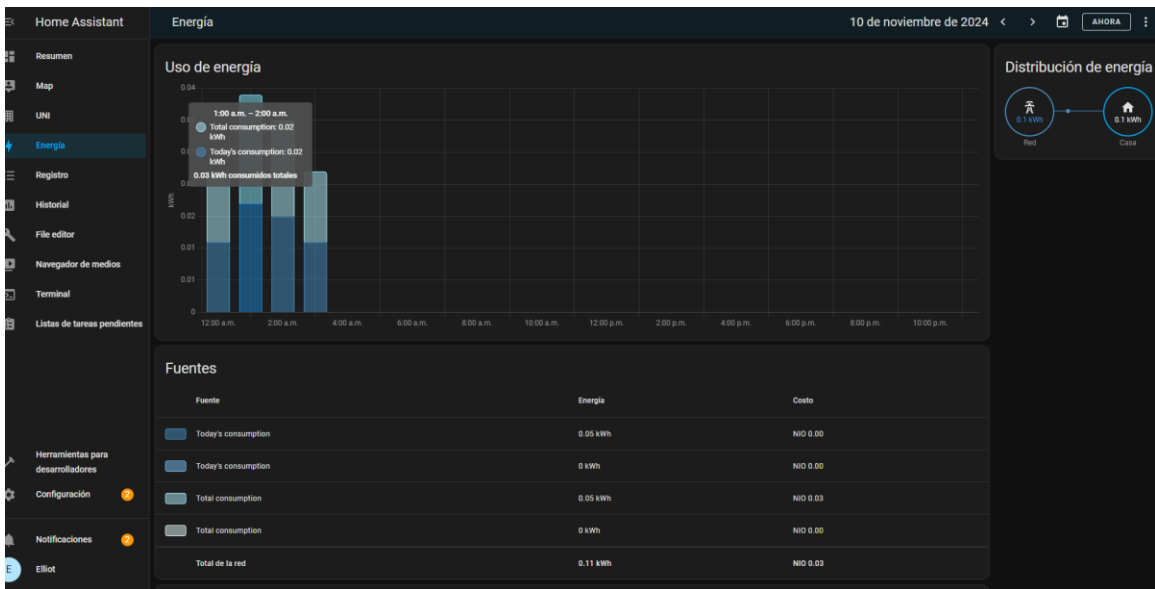 Home Assistant
Energía
10 de noviembre de 2024
AHORA
Resumen
Map
UNI
Energía
Registro
Historial
File editor
Navegador de medios
Terminal
Listas de tareas pendientes
Herramientas para
desarrolladores
Configuración
2
Notificaciones
2
E
Elliot
Uso de energía
kWh
0.04
0.02
0.01
0.01
0
1:00 a.m. – 2:00 a.m.
Total consumption: 0.02
kWh
Today's consumption: 0.02
kWh
0.03 kWh consumidos totales
12:00 a.m.
2:00 a.m.
4:00 a.m.
6:00 a.m.
8:00 a.m.
10:00 a.m.
12:00 p.m.
2:00 p.m.
4:00 p.m.
6:00 p.m.
8:00 p.m.
10:00 p.m.
Distribución de energía
0.1 kWh
Red
0.1 kWh
Casa
Fuentes
Fuente Energía Costo
Today's consumption 0.05 kWh NIO 0.00
Today's consumption 0 kWh NIO 0.00
Total consumption 0.05 kWh NIO 0.03
Total consumption 0 kWh NIO 0.00
Total de la red 0.11 kWh NIO 0.03